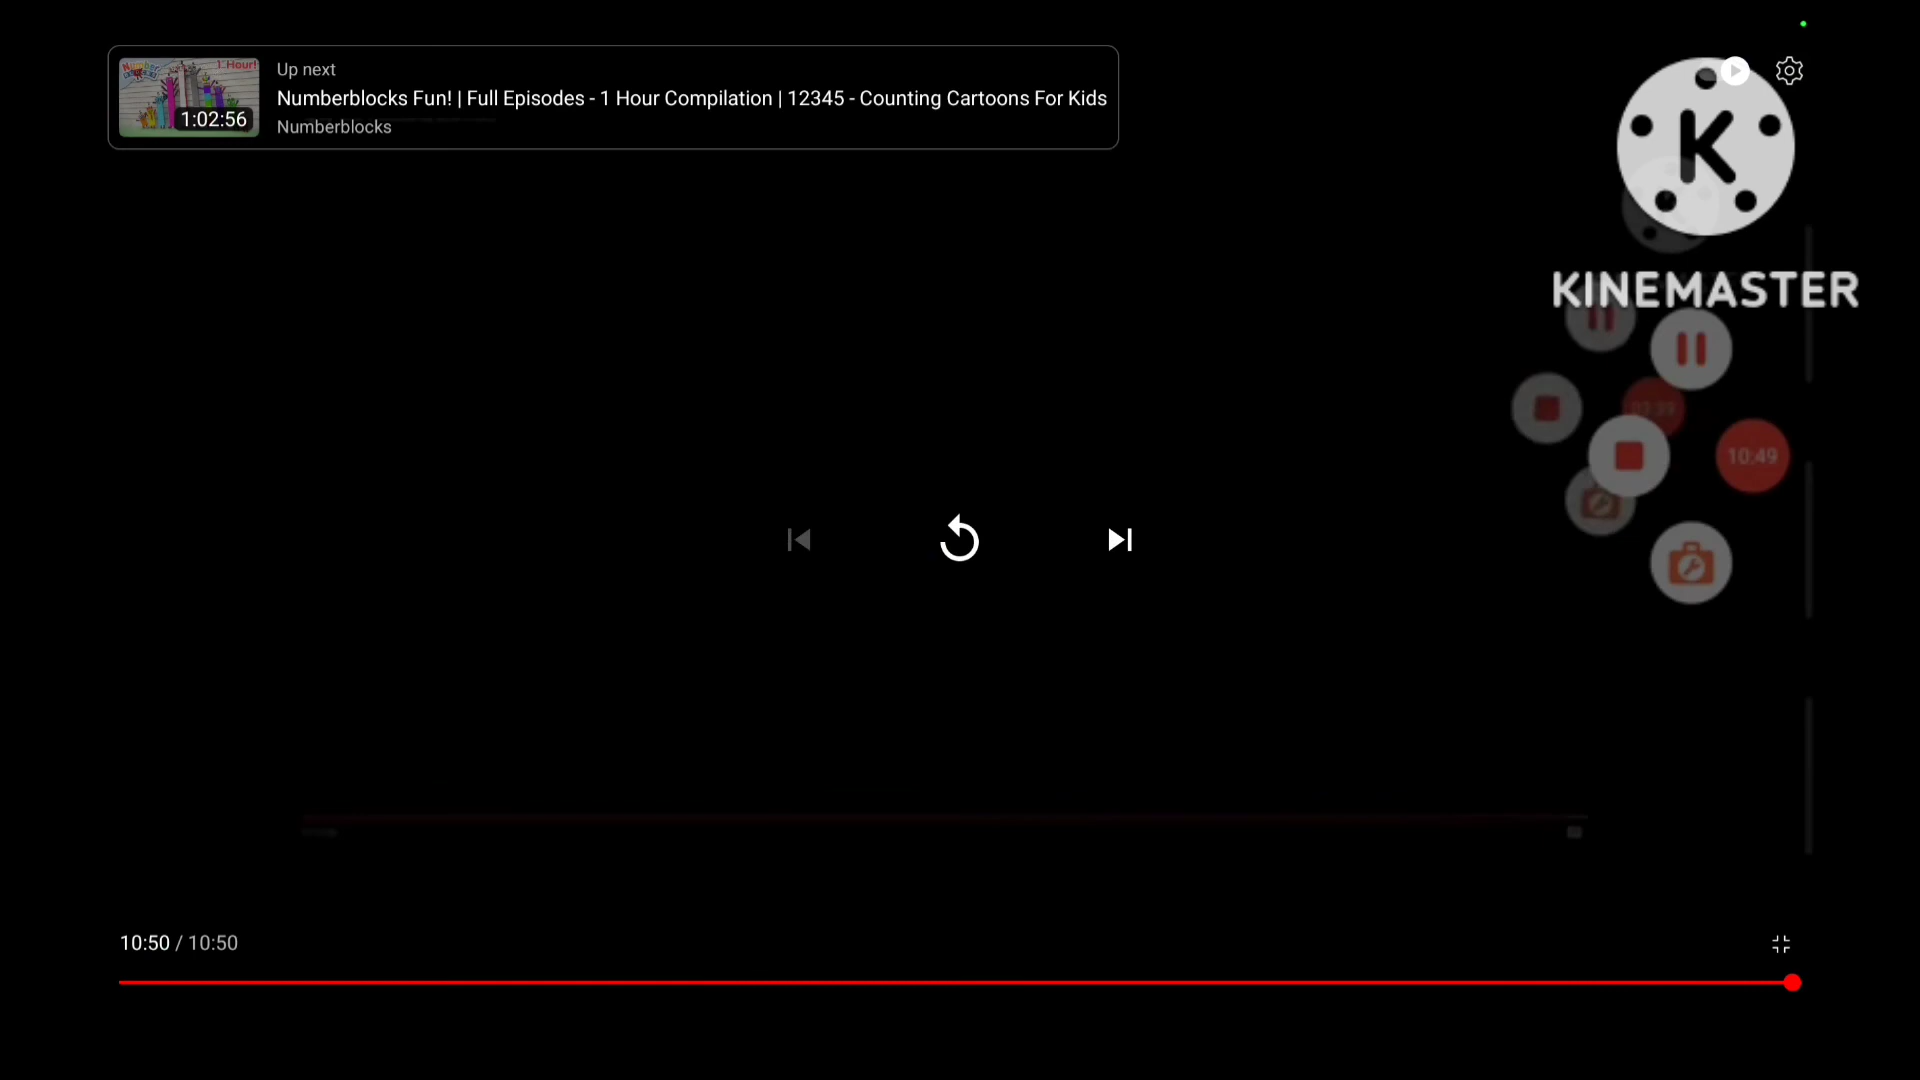 Up next
Numberblocks Fun! | Full Episodes - 1 Hour Compilation | 12345 - Counting Cartoons For Kids
Numberblocks
1 Hour!
1:02:56
K
KINEMASTER
10:49
10:50 / 10:50